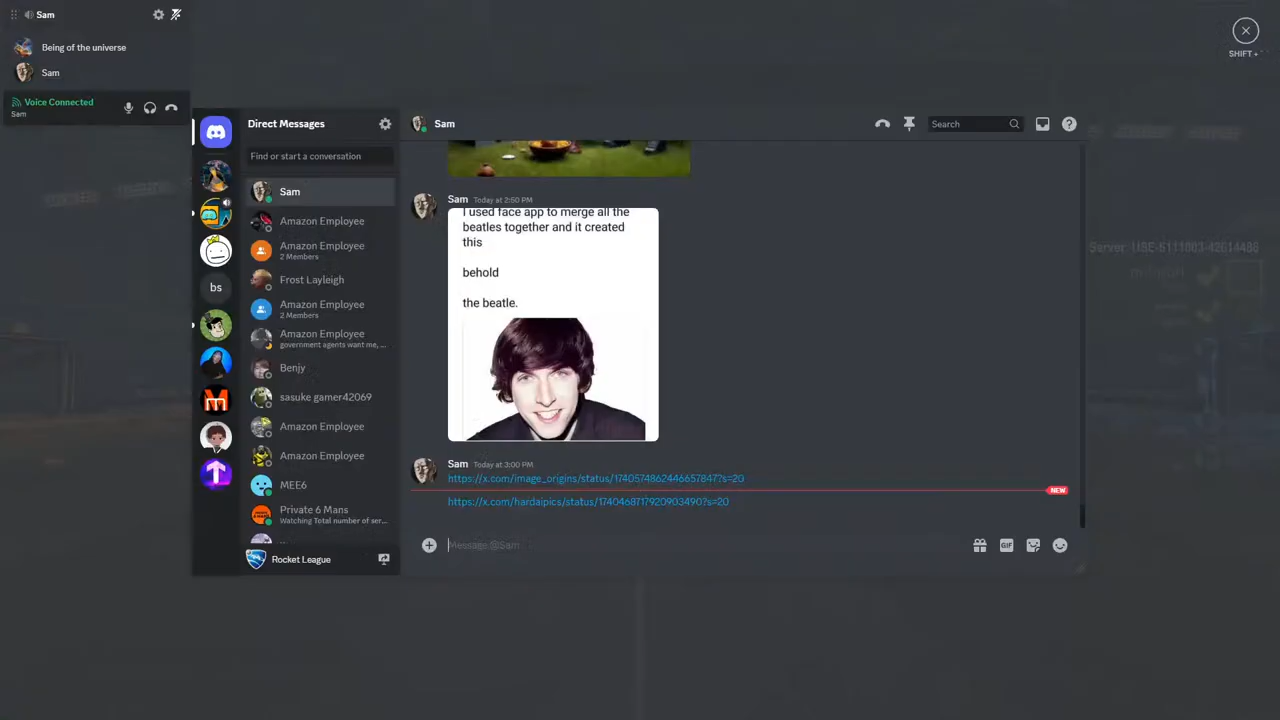 Sam
Being of the universe
Sam
Voice Connected
Sam
SHIFT+`
Direct Messages
Find or start a conversation
Sam
Amazon Employee
Amazon Employee
2 Members
Frost Layleigh
Amazon Employee
2 Members
Amazon Employee
government agents want me, ...
Benjy
sasuke gamer42069
Amazon Employee
Amazon Employee
MEE6
Private 6 Mans
Watching Total number of ser...
Rocket League
bs
Sam
Search
Sam Today at 2:50 PM
I used face app to merge all the
beatles together and it created
this
behold
the beatle.
Sam Today at 3:00 PM
https://x.com/image_origins/status/1740574862446657847?s=20
NEW
https://x.com/hardaipics/status/1740468717920903490?s=20
Message @Sam
GIF